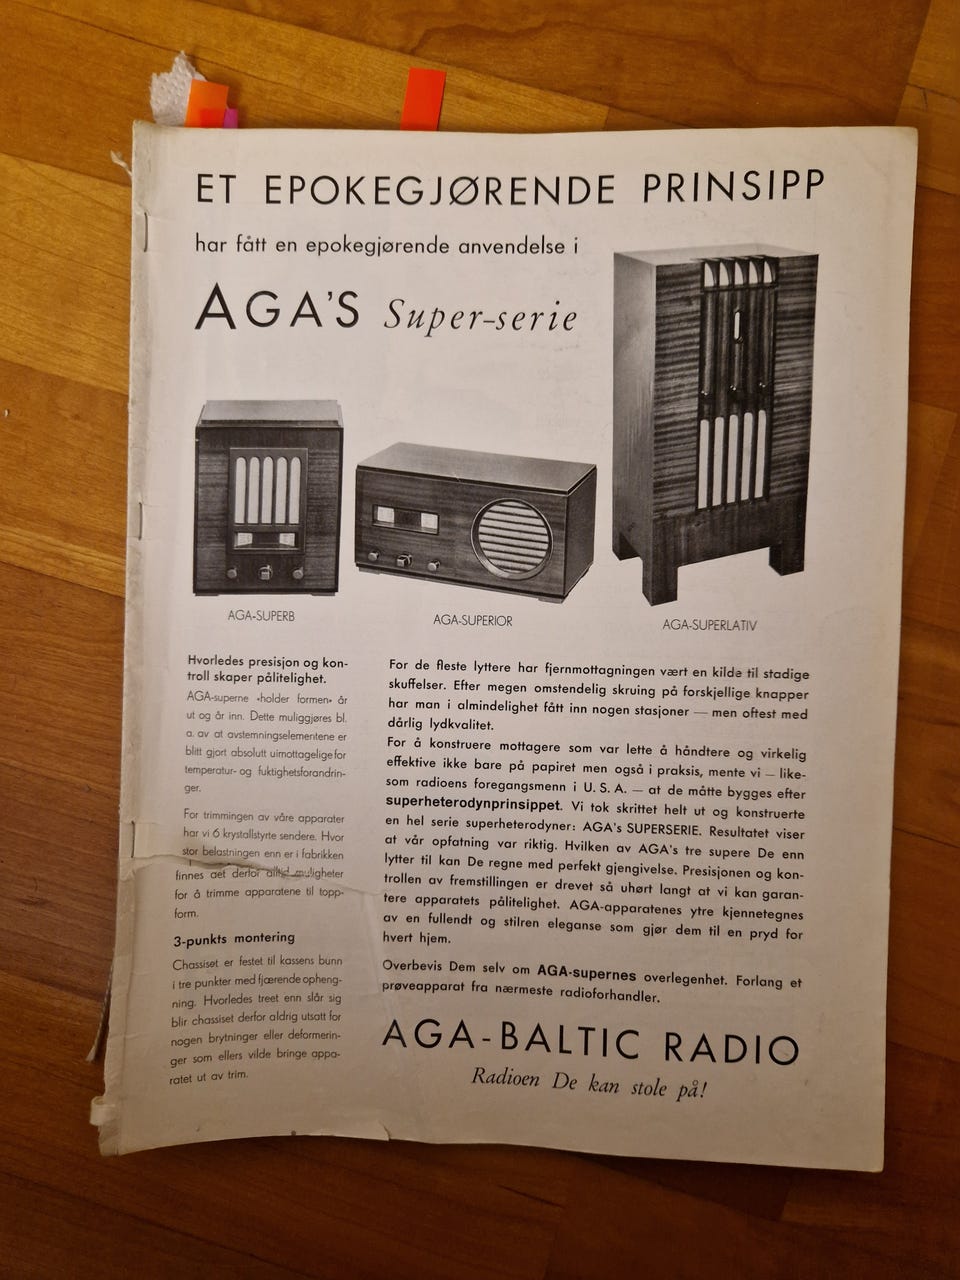 ET EPOKEGJØRENDE PRINSIPP
har fått en epokegjørende anvendelse i
AGA'S Super-serie
AGA-SUPERB
AGA-SUPERIOR
AGA-SUPERLATIV
Hvorledes presisjon og kon-
troll skaper pålitelighet.
AGA-superne «holder formen» år
ut og år inn. Dette muliggjøres bl.
a. av at avstemningselementene er
blitt gjort absolutt uimottagelige for
temperatur- og fuktighetsforandrin-
ger.
For trimmingen av våre apparater
har vi 6 krystallstyrte sendere. Hvor
stor belastningen enn er i fabrikken
finnes det derfor alltid muligheter
for å trimme apparatene til topp-
form.
3-punkts montering
Chassiset er festet til kassens bunn
i tre punkter med fjærende opheng-
ning. Hvorledes treet enn slår sig
blir chassiset derfor aldrig utsatt for
nogen brytninger eller deformerin-
ger som ellers vilde bringe appa-
ratet ut av trim.
For de fleste lyttere har fjernmottagningen vært en kilde til stadige
skuffelser. Efter megen omstendelig skruing på forskjellige knapper
har man i almindelighet fått inn nogen stasjoner — men oftest med
dårlig lydkvalitet.
For å konstruere mottagere som var lette å håndtere og virkelig
effektive ikke bare på papiret men også i praksis, mente vi — like-
som radioens foregangsmenn i U.S.A. — at de måtte bygges efter
superheterodynprinsippet. Vi tok skrittet helt ut og konstruerte
en hel serie superheterodyner: AGA's SUPERSERIE. Resultatet viser
at vår opfatning var riktig. Hvilken av AGA's tre supere De enn
lytter til kan De regne med perfekt gjengivelse. Presisjonen og kon-
trollen av fremstillingen er drevet så uhørt langt at vi kan garan-
tere apparatets pålitelighet. AGA-apparatenes ytre kjennetegnes
av en fullendt og stilren eleganse som gjør dem til en pryd for
hvert hjem.
Overbevis Dem selv om AGA-supernes overlegenhet. Forlang et
prøveapparat fra nærmeste radioforhandler.
AGA-BALTIC RADIO
Radioen De kan stole på!